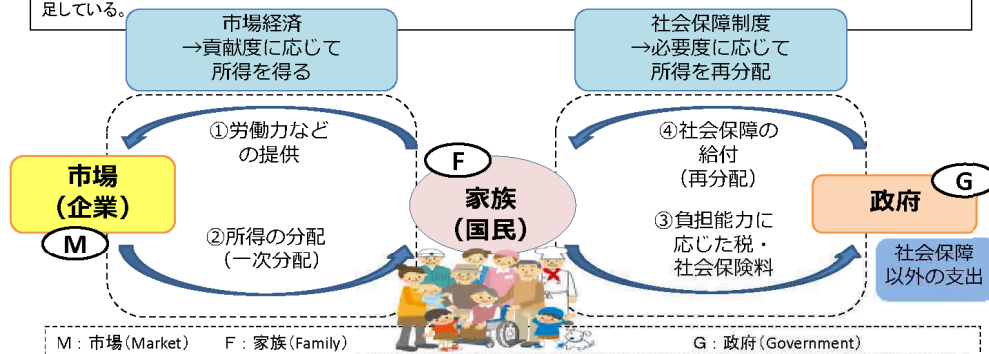 足している。
市場経済
→貢献度に応じて
所得を得る
社会保障制度
→必要度に応じて
所得を再分配
①労働力など
の提供
④社会保障の
給付
（再分配）
F
G
市場
（企業）
M
家族
（国民）
政府
②所得の分配
（一次分配）
③負担能力に
応じた税・
社会保険料
社会保障
以外の支出
M：市場(Market) F：家族(Family) G：政府(Government)